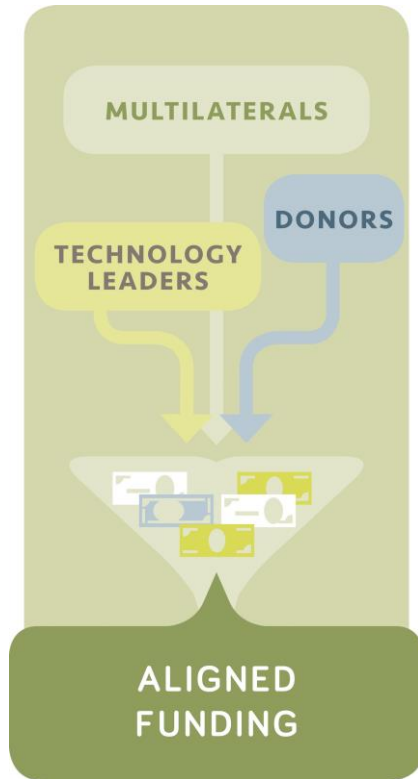 MULTILATERALS
DONORS
TECHNOLOGY
LEADERS
ALIGNED
FUNDING